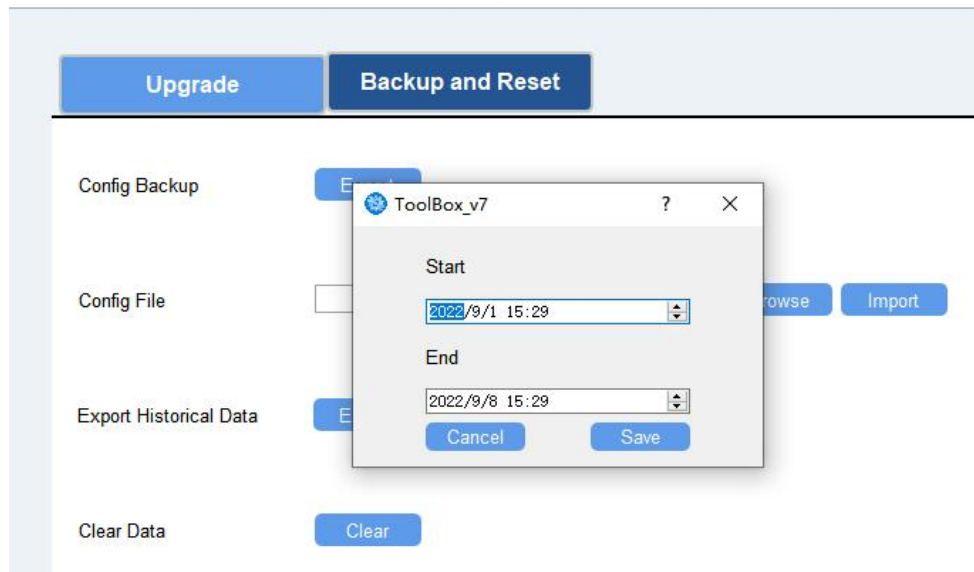 Upgrade
Backup and Reset
Config Backup
ToolBox_v7
?
Start
Config File
2022/9/1 15:29
Import
End
Export Historical Data
2022/9/8 15:29
Cancel
Save
Clear Data
Clear